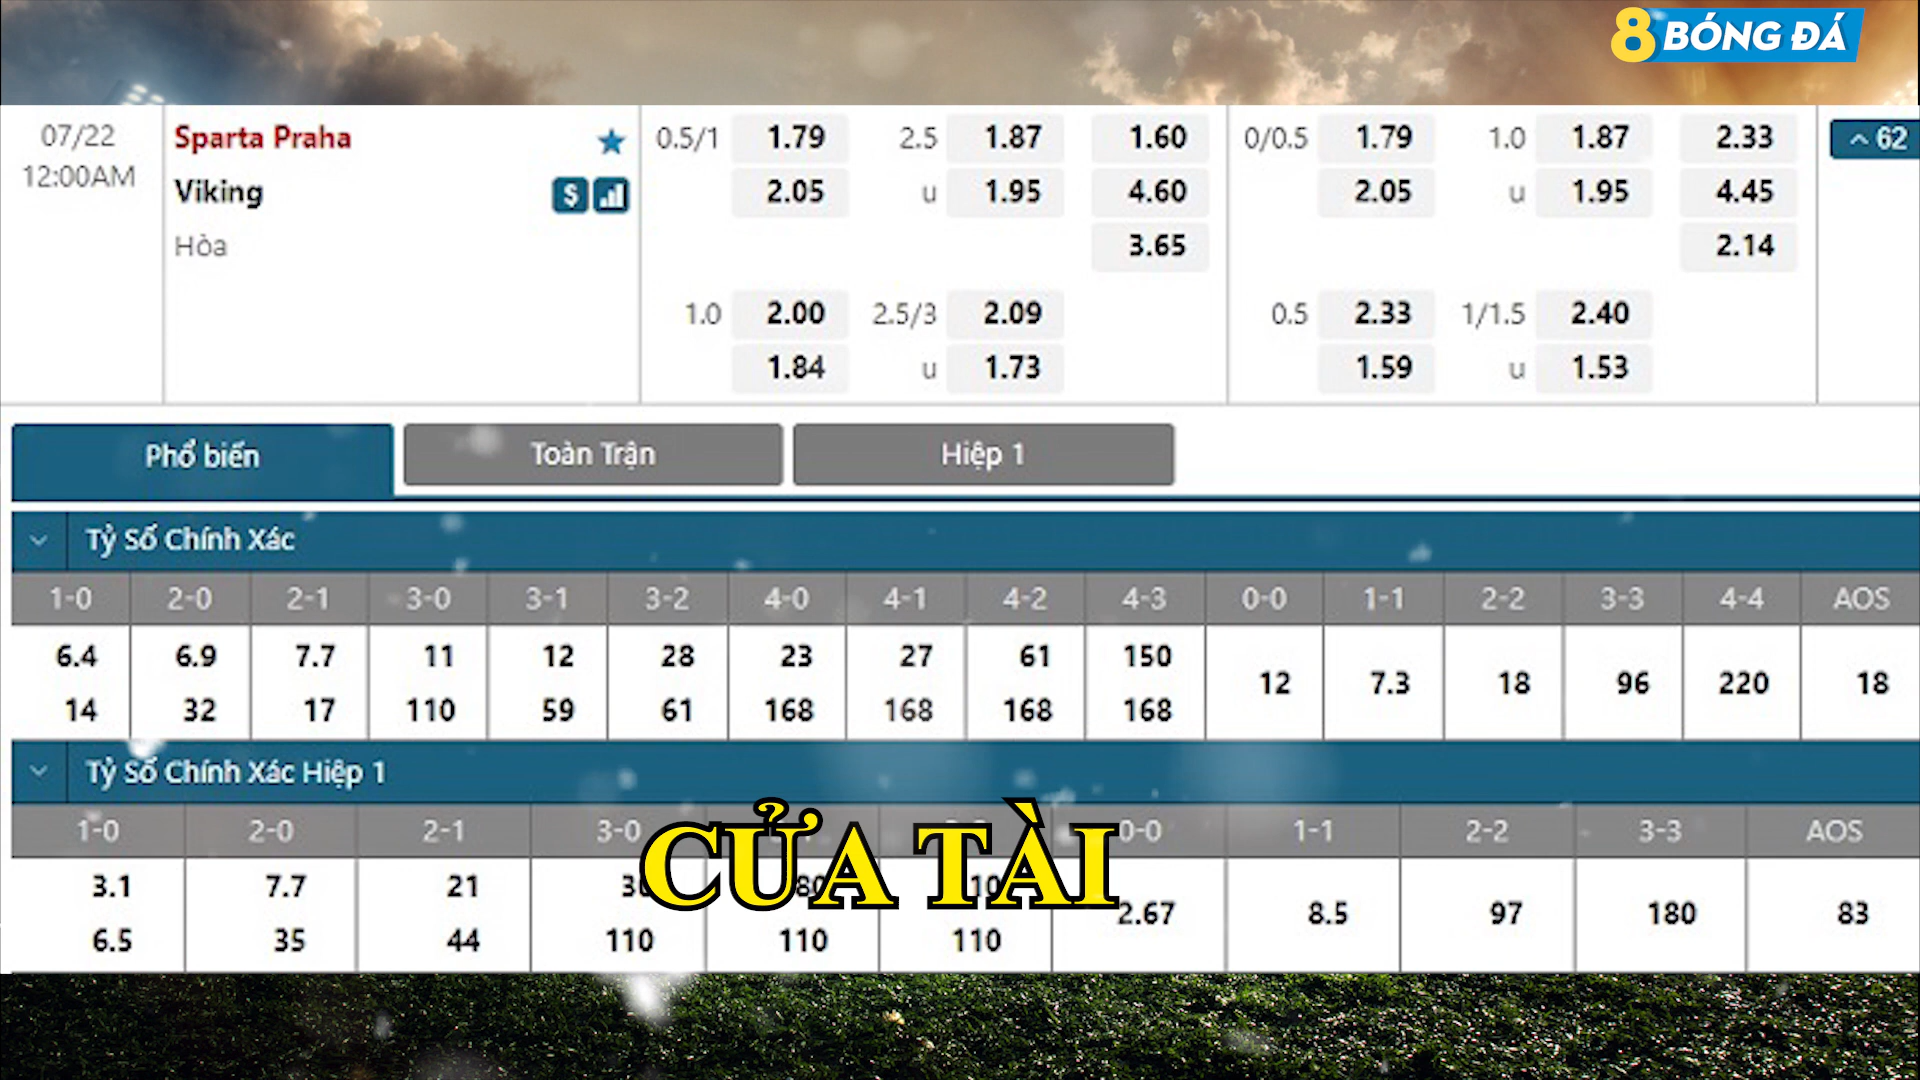 8 BÓNG ĐÁ
07/22 Sparta Praha 0.5/1 1.79 2.5 1.87 1.60 0/0.5 1.79 1.0 1.87 2.33 62
12:00AM Viking $ 2.05 u 1.95 4.60 2.05 u 1.95 4.45
Hòa 3.65 2.14
1.0 2.00 2.5/3 2.09 0.5 2.33 1/1.5 2.40
1.84 u 1.73 1.59 u 1.53
Phổ biến Toàn Trận Hiệp 1
Tỷ Số Chính Xác
1-0 2-0 2-1 3-0 3-1 3-2 4-0 4-1 4-2 4-3 0-0 1-1 2-2 3-3 4-4 AOS
6.4 6.9 7.7 11 12 28 23 27 61 150
12 7.3 18 96 220 18
14 32 17 110 59 61 168 168 168 168
Tỷ Số Chính Xác Hiệp 1
1-0 2-0 2-1 3-0 0-0 1-1 2-2 3-3 AOS
CỬA TÀI
3.1 7.7 21
2.67 8.5 97 180 83
6.5 35 44 110 110 110